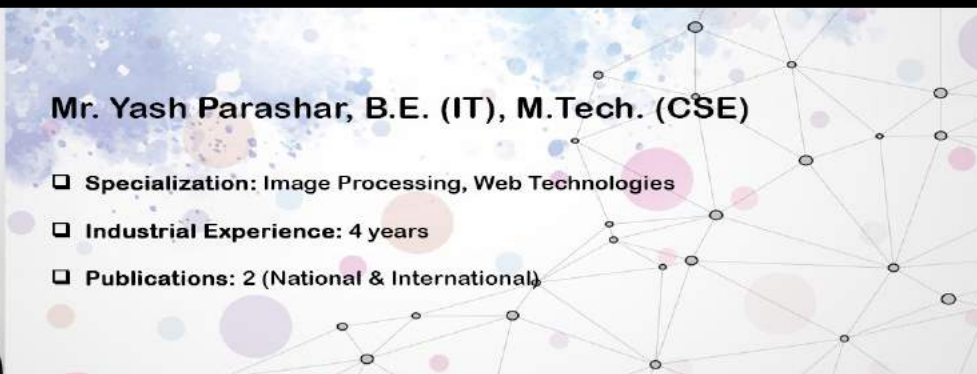 Mr. Yash Parashar, B.E. (IT), M.Tech. (CSE)
Specialization: Image Processing, Web Technologies
Industrial Experience: 4 years
Publications: 2 (National & International)